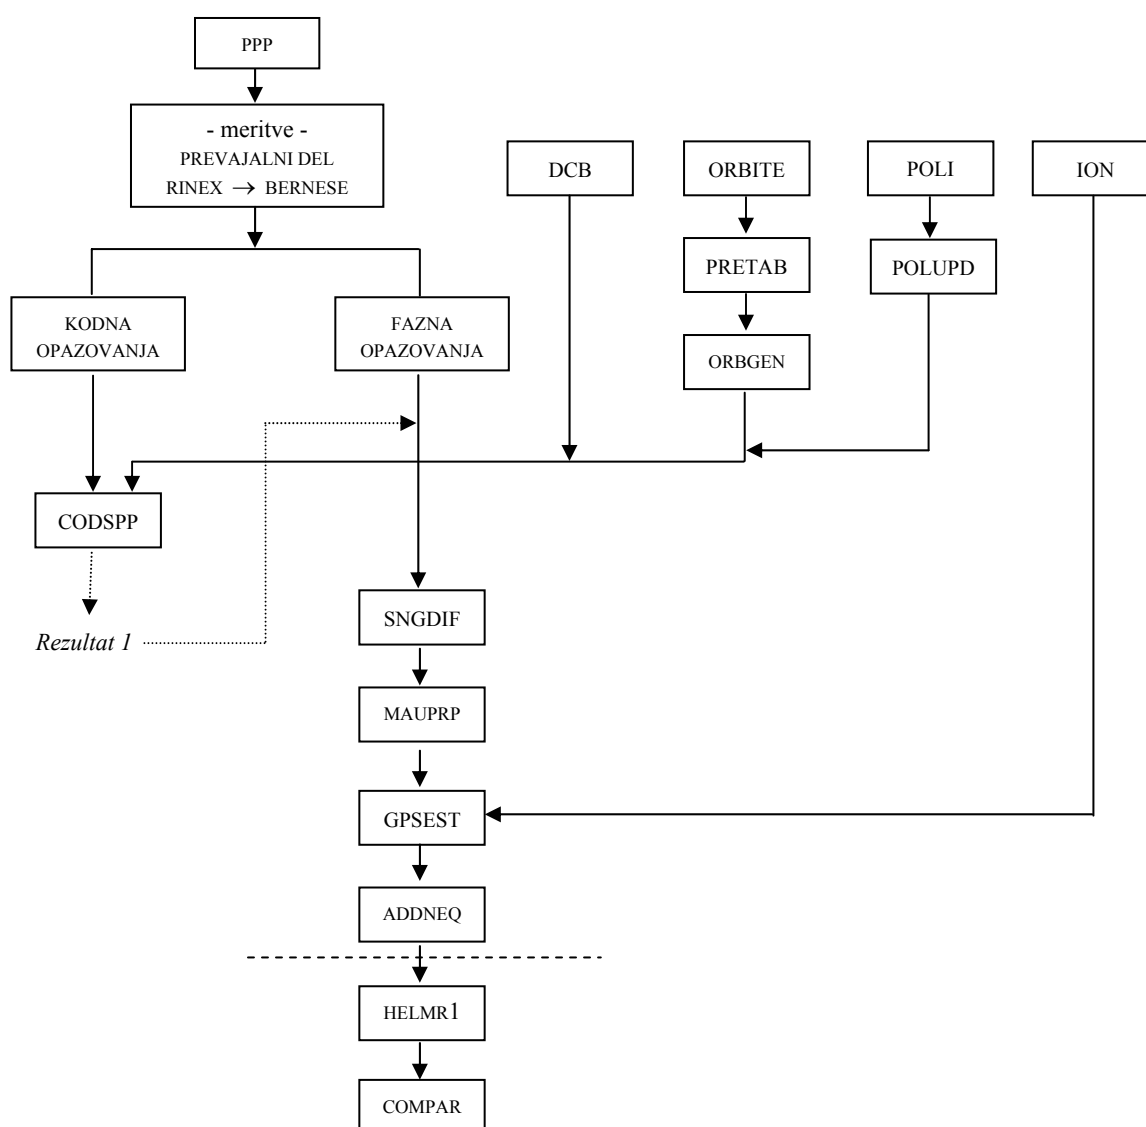 PPP
- meritve -
PREVAJALNI DEL
RINEX → BERNESE
DCB
ORBITE
POLI
ION
PRETAB
POLUPD
KODNA
OPAZOVANJA
FAZNA
OPAZOVANJA
ORBGEN
CODSPP
Rezultat 1
SNGDIF
MAUPRP
GPSEST
ADDNEQ
HELMR1
COMPAR